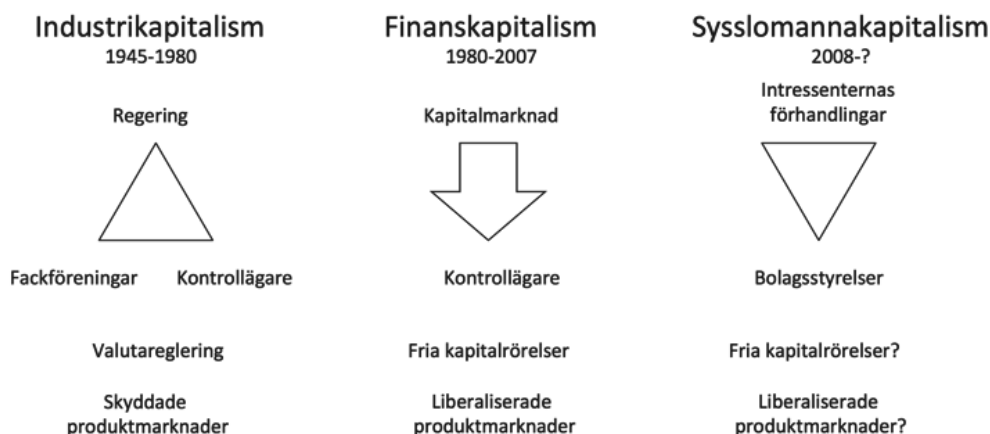 Industrikapitalism
1945-1980
Regering
Fackföreningar
Kontrollägare
Valutareglering
Skyddade
produktmarknader
Finanskapitalism
1980-2007
Kapitalmarknad
Kontrollägare
Fria kapitalrörelser
Liberaliserade
produktmarknader
Sysslomannakapitalism
2008-?
Intressenternas
förhandlingar
Bolagsstyrelser
Fria kapitalrörelser?
Liberaliserade
produktmarknader?